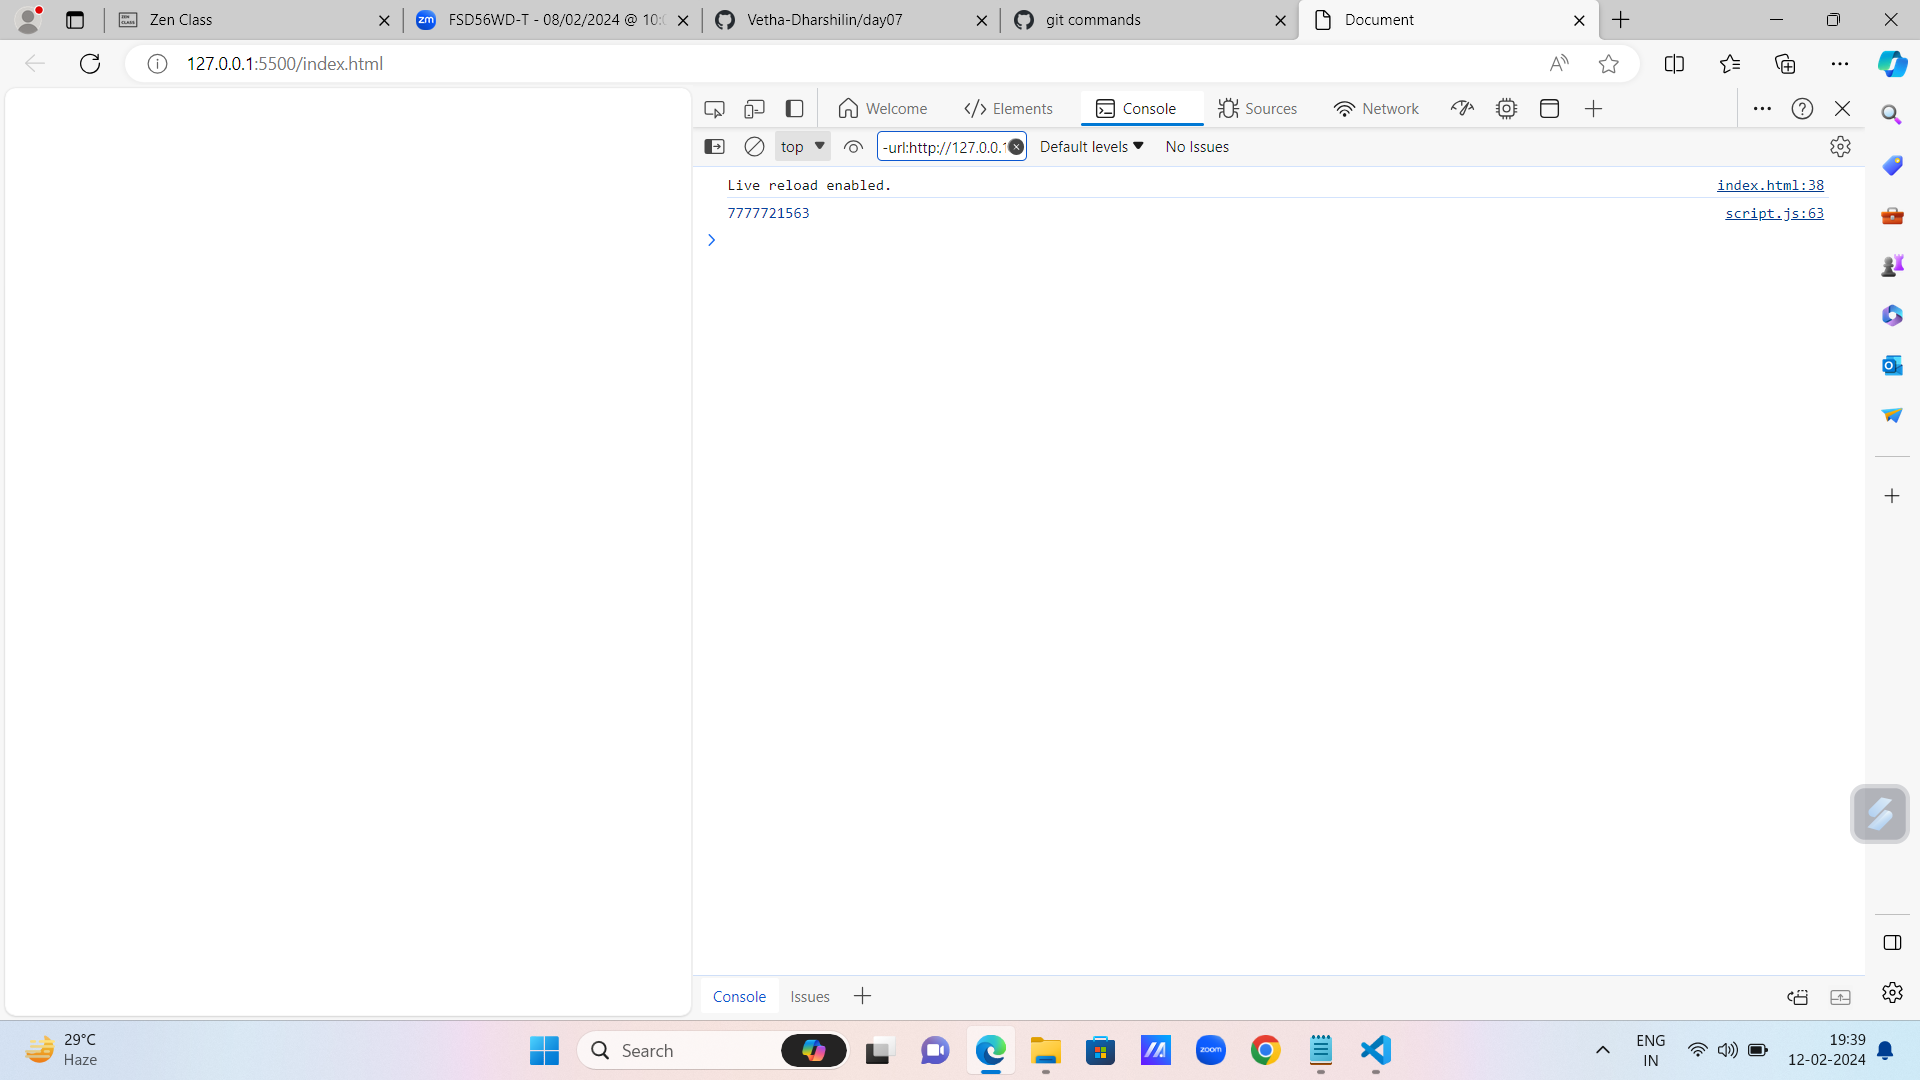 Zen Class
FSD56WD-T - 08/02/2024 @ 10:0
Vetha-Dharshilin/day07
git commands
Document
127.0.0.1:5500/index.html
Welcome
Elements
Console
Sources
Network
top
-url:http://127.0.0.1
Default levels
No Issues
Live reload enabled.
index.html:38
7777721563
script.js:63
Console
Issues
29°C
Haze
Search
zoom
ENG
IN
19:39
12-02-2024